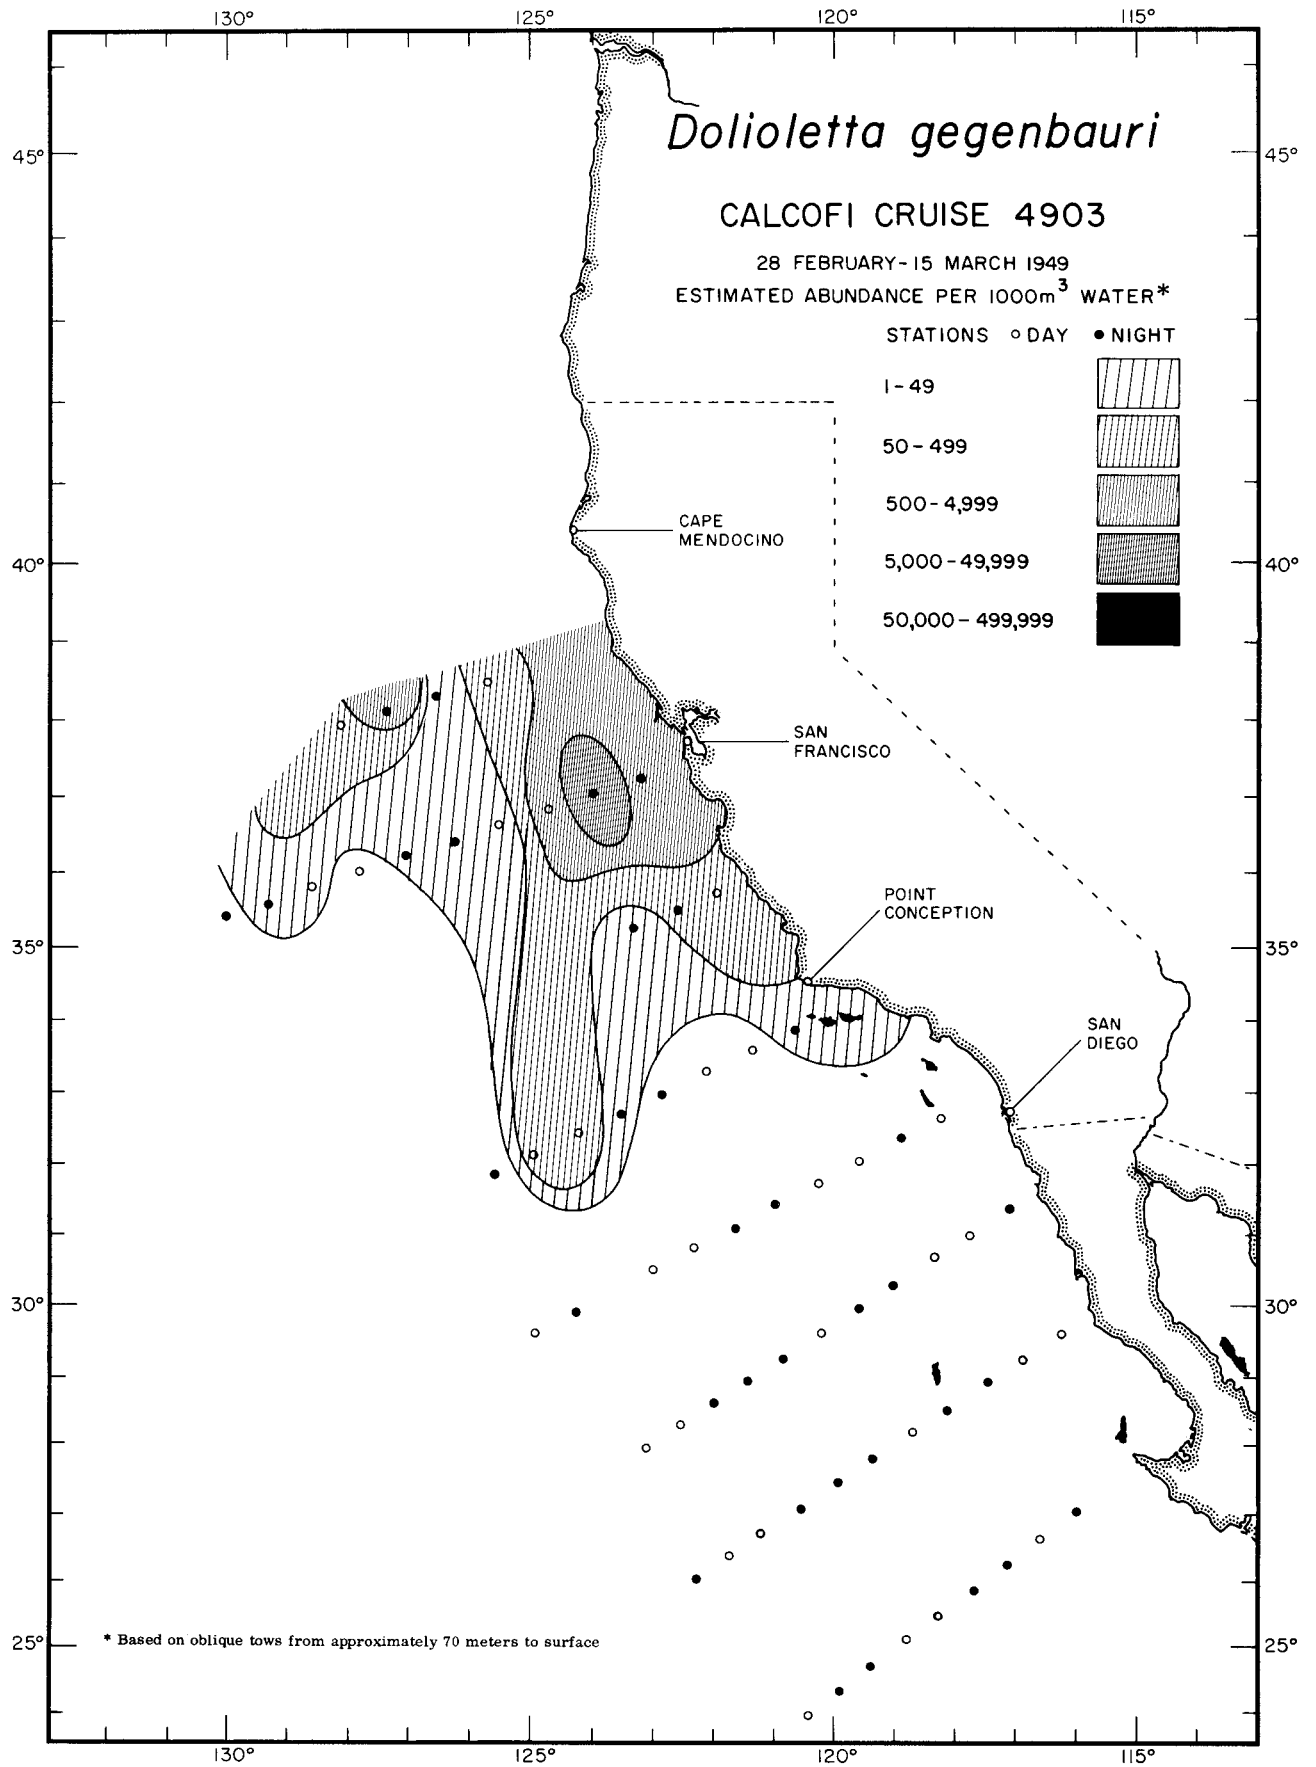 130° 125° 120° 115°
45° 45°
Dolioletta gegenbauri
CALCOFI CRUISE 4903
28 FEBRUARY-15 MARCH 1949
ESTIMATED ABUNDANCE PER 1000m³ WATER*
STATIONS ○ DAY ● NIGHT
1-49
50-499
500-4,999
5,000-49,999
50,000-499,999
CAPE
MENDOCINO
40° 40°
SAN
FRANCISCO
POINT
CONCEPTION
35° 35°
SAN
DIEGO
30° 30°
* Based on oblique tows from approximately 70 meters to surface
25° 25°
130° 125° 120° 115°